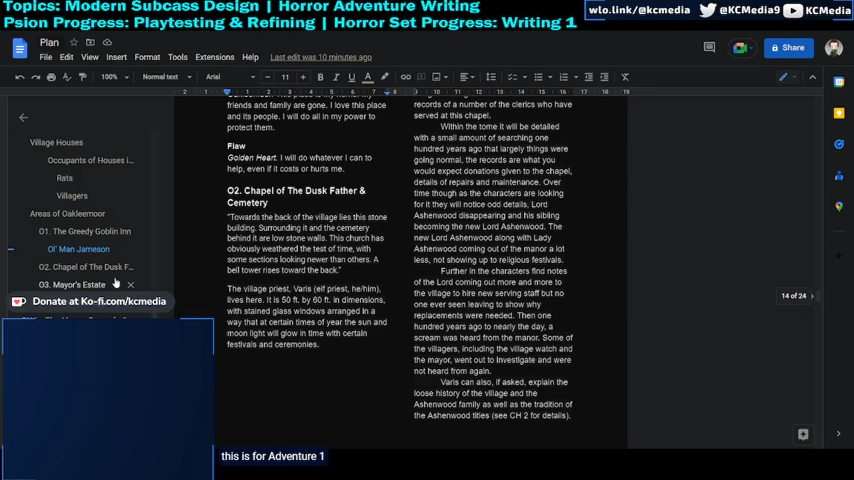 Topics: Modern Subcass Design | Horror Adventure Writing
Psion Progress: Playtesting & Refining | Horror Set Progress: Writing 1
wlo.link/@kcmedia
@KCMedia9
KCMedia
Plan
File Edit View Insert Format Tools Extensions Help Last edit was 10 minutes ago
Share
100%
Normal text
Arial
11
Village Houses
Occupants of Houses i...
Rats
Villagers
Areas of Oakleemoor
O1. The Greedy Goblin Inn
Ol' Man Jameson
O2. Chapel of The Dusk F...
O3. Mayor's Estate
Donate at Ko-fi.com/kcmedia
friends and family are gone. I love this place
and its people. I will do all in my power to
protect them.
Flaw
Golden Heart. I will do whatever I can to
help, even if it costs or hurts me.
O2. Chapel of The Dusk Father &
Cemetery
"Towards the back of the village lies this stone
building. Surrounding it and the cemetery
behind it are low stone walls. This church has
obviously weathered the test of time, with
some sections looking newer than others. A
bell tower rises toward the back."
The village priest, Varis (elf priest, he/him),
lives here. It is 50 ft. by 60 ft. in dimensions,
with stained glass windows arranged in a
way that at certain times of year the sun and
moon light will glow in time with certain
festivals and ceremonies.
records of a number of the clerics who have
served at this chapel.
Within the tome it will be detailed
with a small amount of searching one
hundred years ago that largely things were
going normal, the records are what you
would expect donations given to the chapel,
details of repairs and maintenance. Over
time though as the characters are looking
for it they will notice odd details, Lord
Ashenwood disappearing and his sibling
becoming the new Lord Ashenwood. The
new Lord Ashenwood along with Lady
Ashenwood coming out of the manor a lot
less, not showing up to religious festivals.
Further in the characters find notes
of the Lord coming out more and more to
the village to hire new serving staff but no
one ever seen leaving to show why
replacements were needed. Then one
hundred years ago to nearly the day, a
scream was heard from the manor. Some of
the villagers, including the village watch and
the mayor, went out to investigate and were
not heard from again.
Varis can also, if asked, explain the
loose history of the village and the
Ashenwood family as well as the tradition of
the Ashenwood titles (see CH 2 for details).
14 of 24
this is for Adventure 1